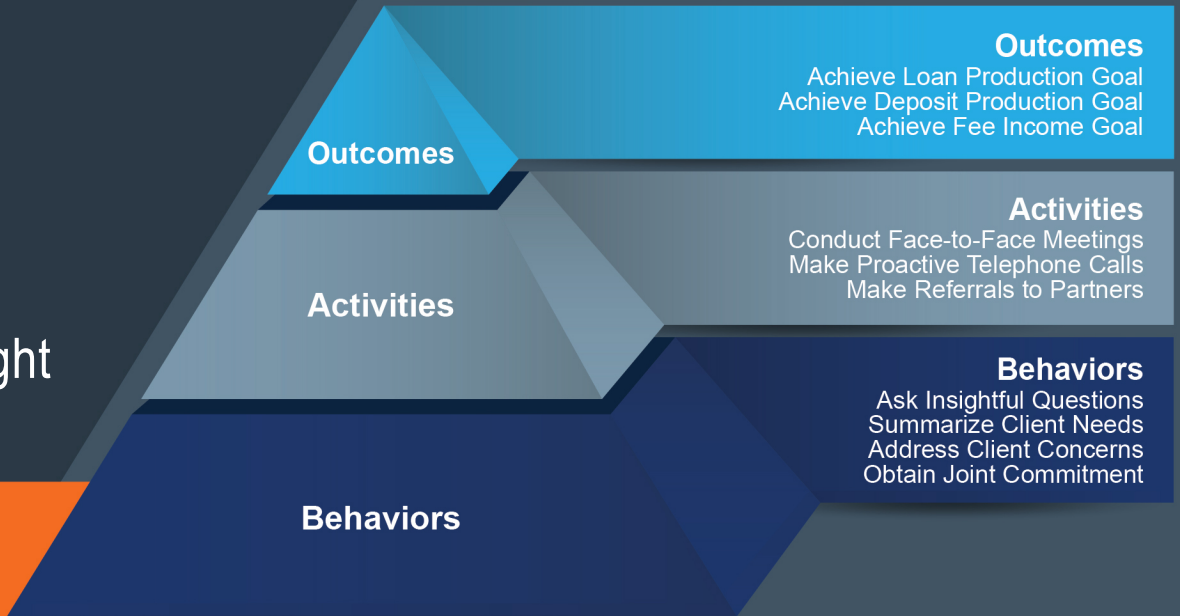 Outcomes
Achieve Loan Production Goal
Achieve Deposit Production Goal
Achieve Fee Income Goal
Outcomes
Activities
Conduct Face-to-Face Meetings
Make Proactive Telephone Calls
Make Referrals to Partners
Activities
Behaviors
Ask Insightful Questions
Summarize Client Needs
Address Client Concerns
Obtain Joint Commitment
Behaviors